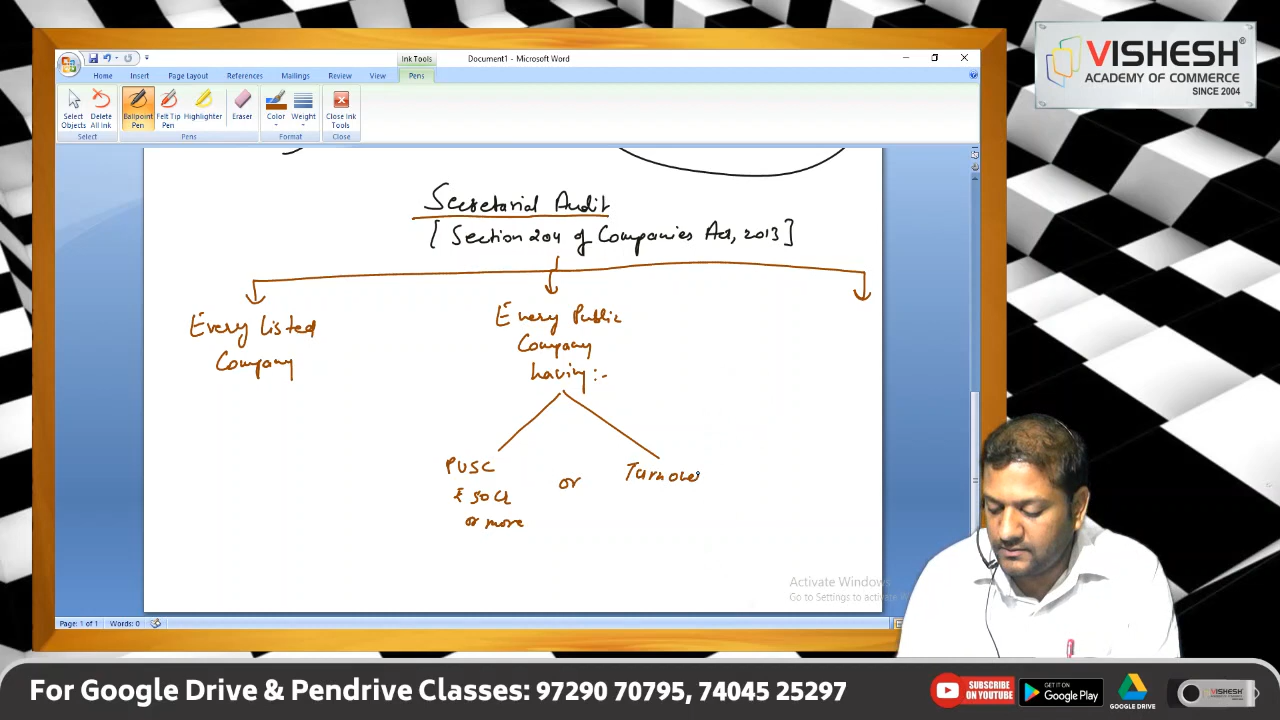 VISHESH®
ACADEMY OF COMMERCE
SINCE 2004
Ink Tools
Document1 - Microsoft Word
Home Insert Page Layout References Mailings Review View Pens
Select Objects
Delete All Ink
Ballpoint Pen
Felt Tip Pen
Highlighter
Eraser
Color
Weight
Close Ink Tools
Select Pens Format Close
Secretarial Audit
[Section 204 of Companies Act, 2013]
Every Listed
Company
Every Public
Company
having:-
PUSC
₹ 50 Cr
or more
or
Turnover
Activate Windows
Go to Settings to activate W
Page: 1 of 1 Words: 0
For Google Drive & Pendrive Classes: 97290 70795, 74045 25297
SUBSCRIBE
ON YOUTUBE
GET IT ON
Google Play
GOOGLE DRIVE
VISHESH